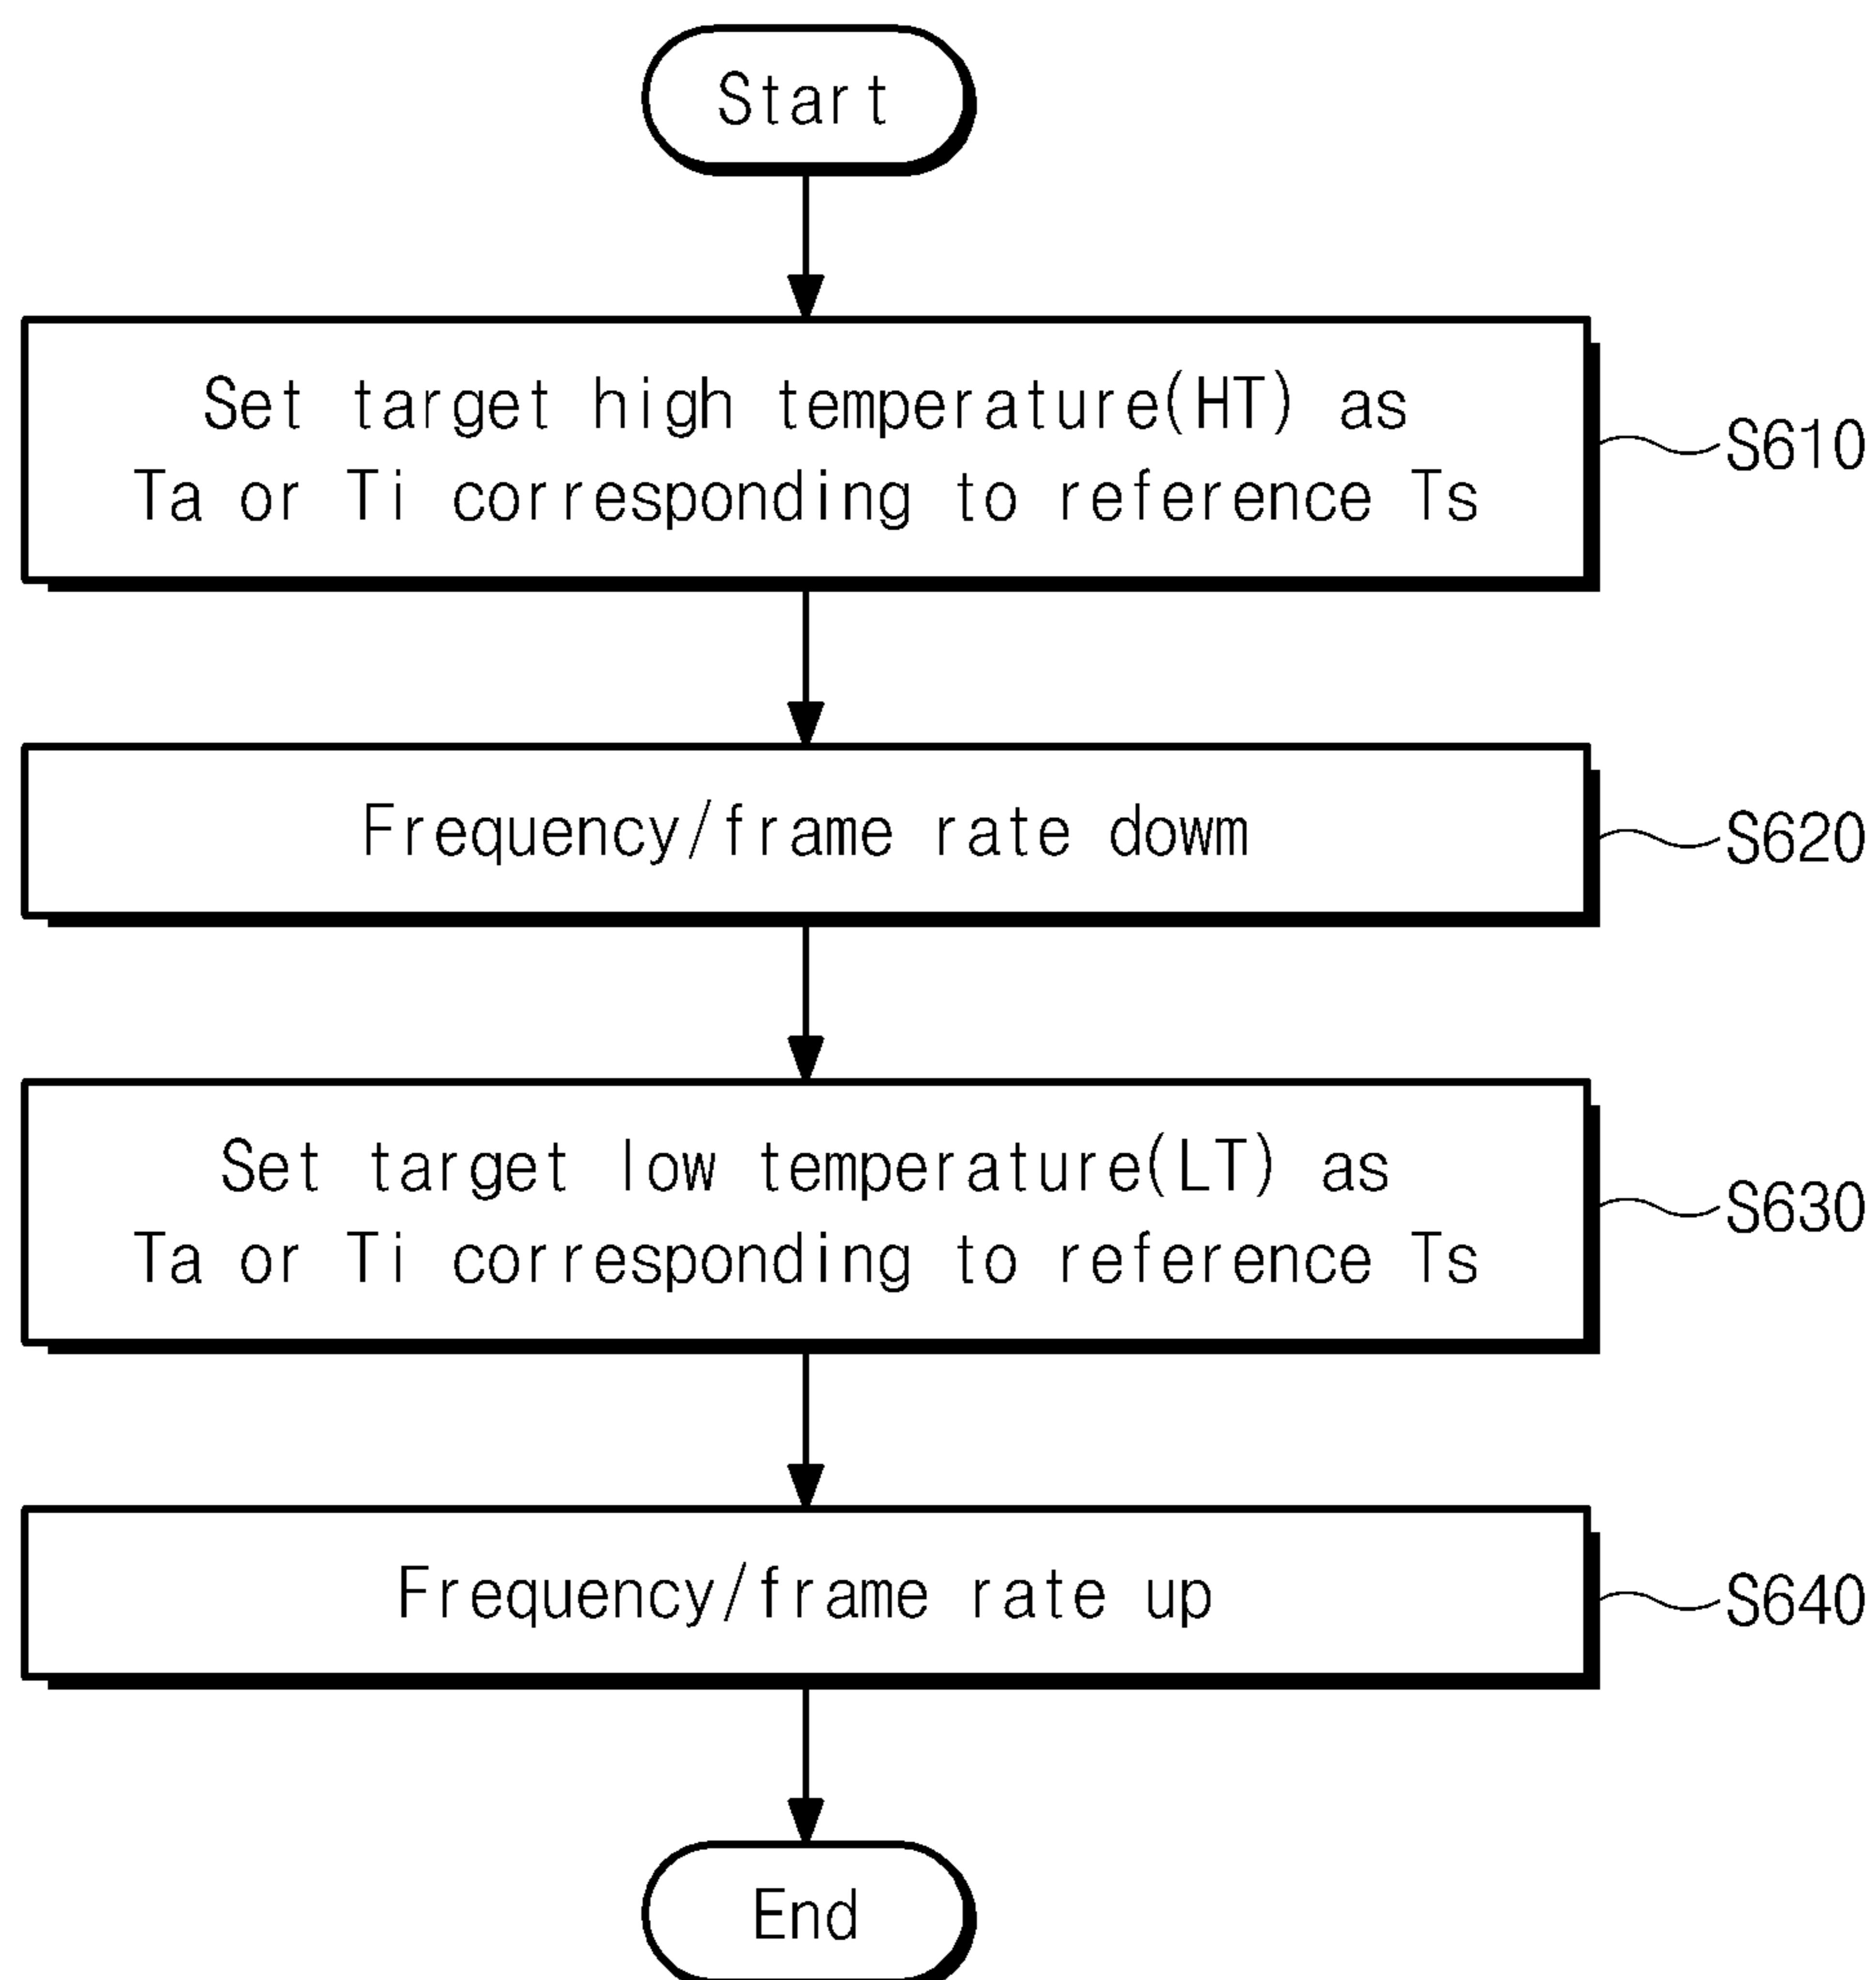 Start
Set target high temperature(HT) as
Ta or Ti corresponding to reference Ts
S610
Frequency/frame rate dowm
S620
Set target low temperature(LT) as
Ta or Ti corresponding to reference Ts
S630
Frequency/frame rate up
S640
End